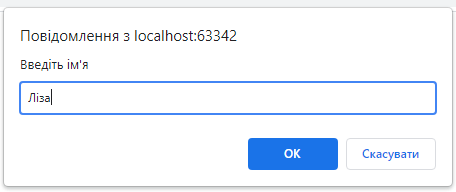 Повідомлення з localhost:63342
Введіть ім'я
Ліза
OK Скасувати